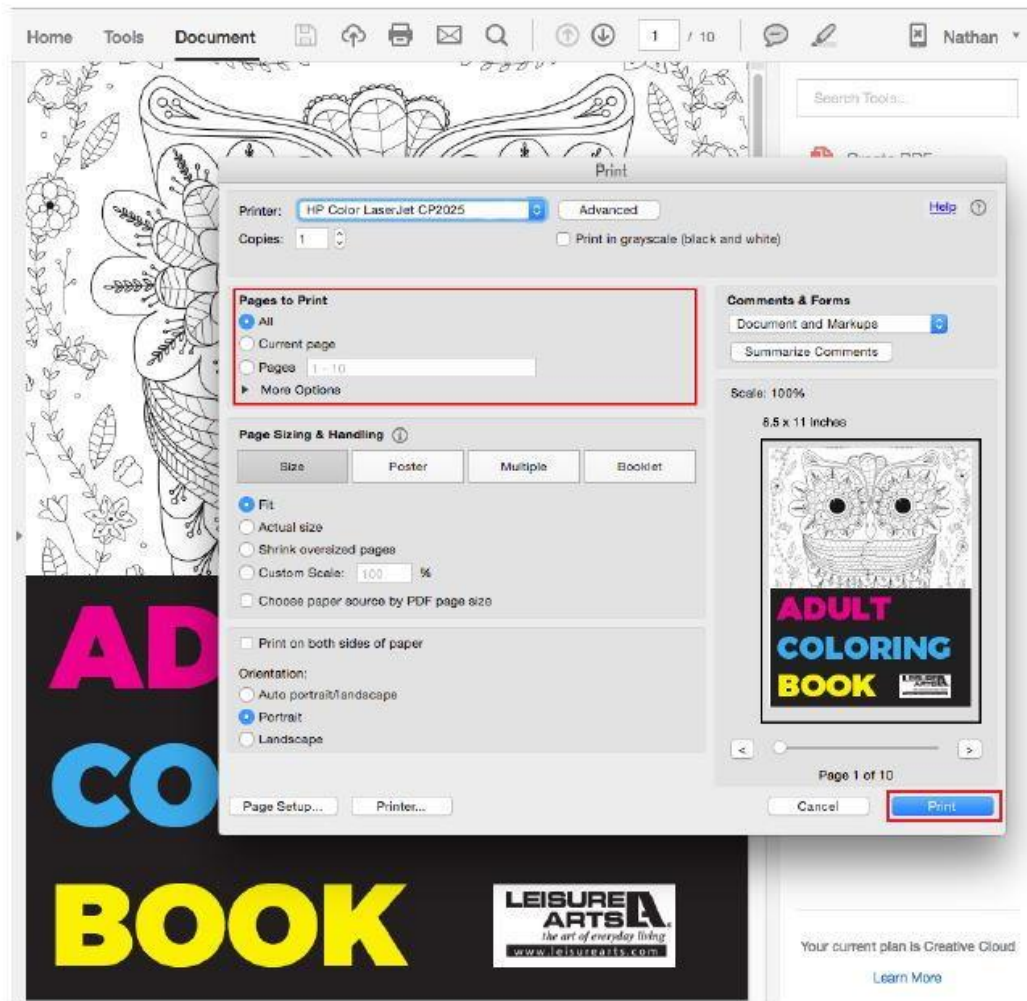 Home Tools Document 1 / 10 Nathan
Search Tools...
Create PDF
Print
Printer: HP Color LaserJet CP2025 Advanced Help
Copies: 1 Print in grayscale (black and white)
Pages to Print
All
Current page
Pages 1 - 10
More Options
Comments & Forms
Document and Markups
Summarize Comments
Scale: 100%
8.5 x 11 Inches
Page Sizing & Handling
Size Poster Multiple Booklet
Fit
Actual size
Shrink oversized pages
Custom Scale: 100 %
Choose paper source by PDF page size
Print on both sides of paper
Orientation:
Auto portrait/landscape
Portrait
Landscape
ADULT
COLORING
BOOK LEISURE ARTS
< >
Page 1 of 10
Page Setup... Printer... Cancel Print
AD
CO
BOOK
LEISURE
ARTS
the art of everyday living
www.leisurearts.com
Your current plan is Creative Cloud
Learn More